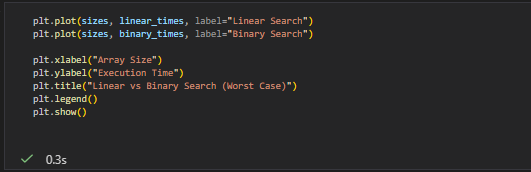 plt.plot(sizes, linear_times, label="Linear Search")
plt.plot(sizes, binary_times, label="Binary Search")
plt.xlabel("Array Size")
plt.ylabel("Execution Time")
plt.title("Linear vs Binary Search (Worst Case)")
plt.legend()
plt.show()
0.3s